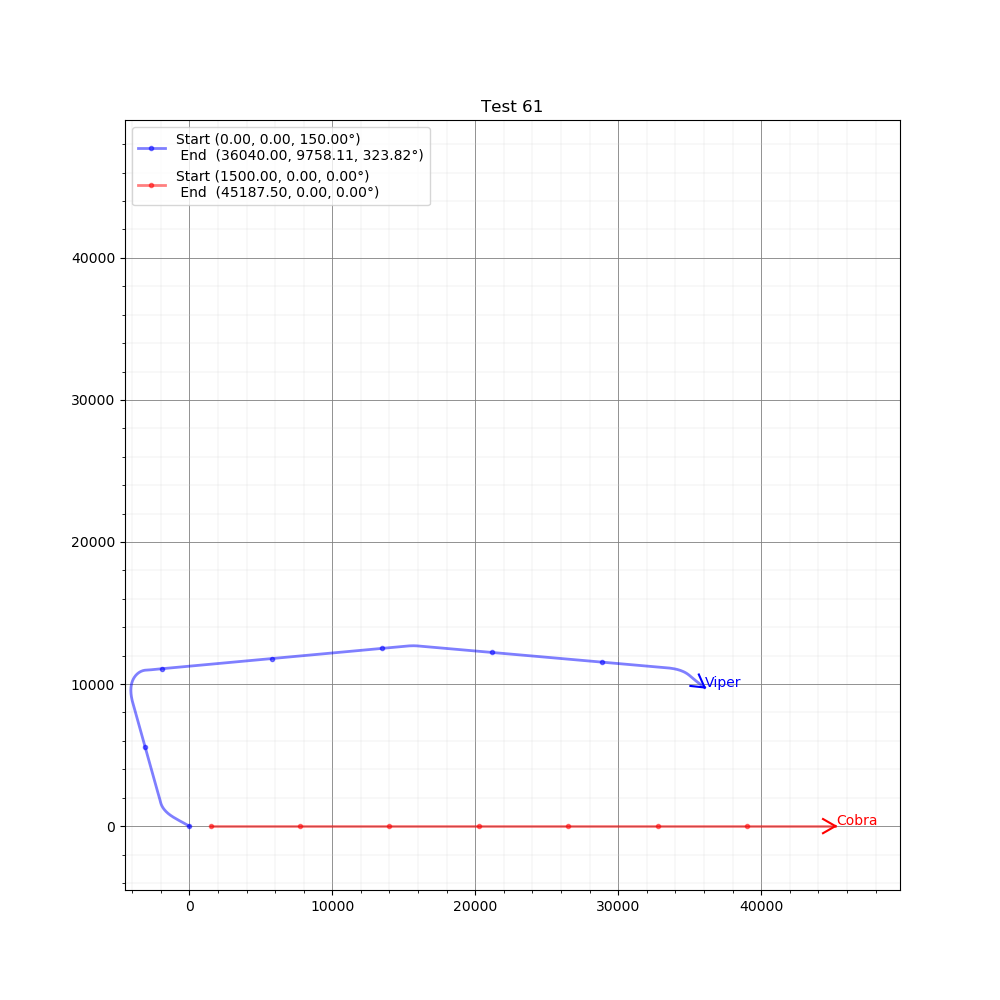 Test 61
Start (0.00, 0.00, 150.00°)
End (36040.00, 9758.11, 323.82°)
Start (1500.00, 0.00, 0.00°)
End (45187.50, 0.00, 0.00°)
40000
30000
20000
10000
0
Viper
Cobra
0
10000
20000
30000
40000